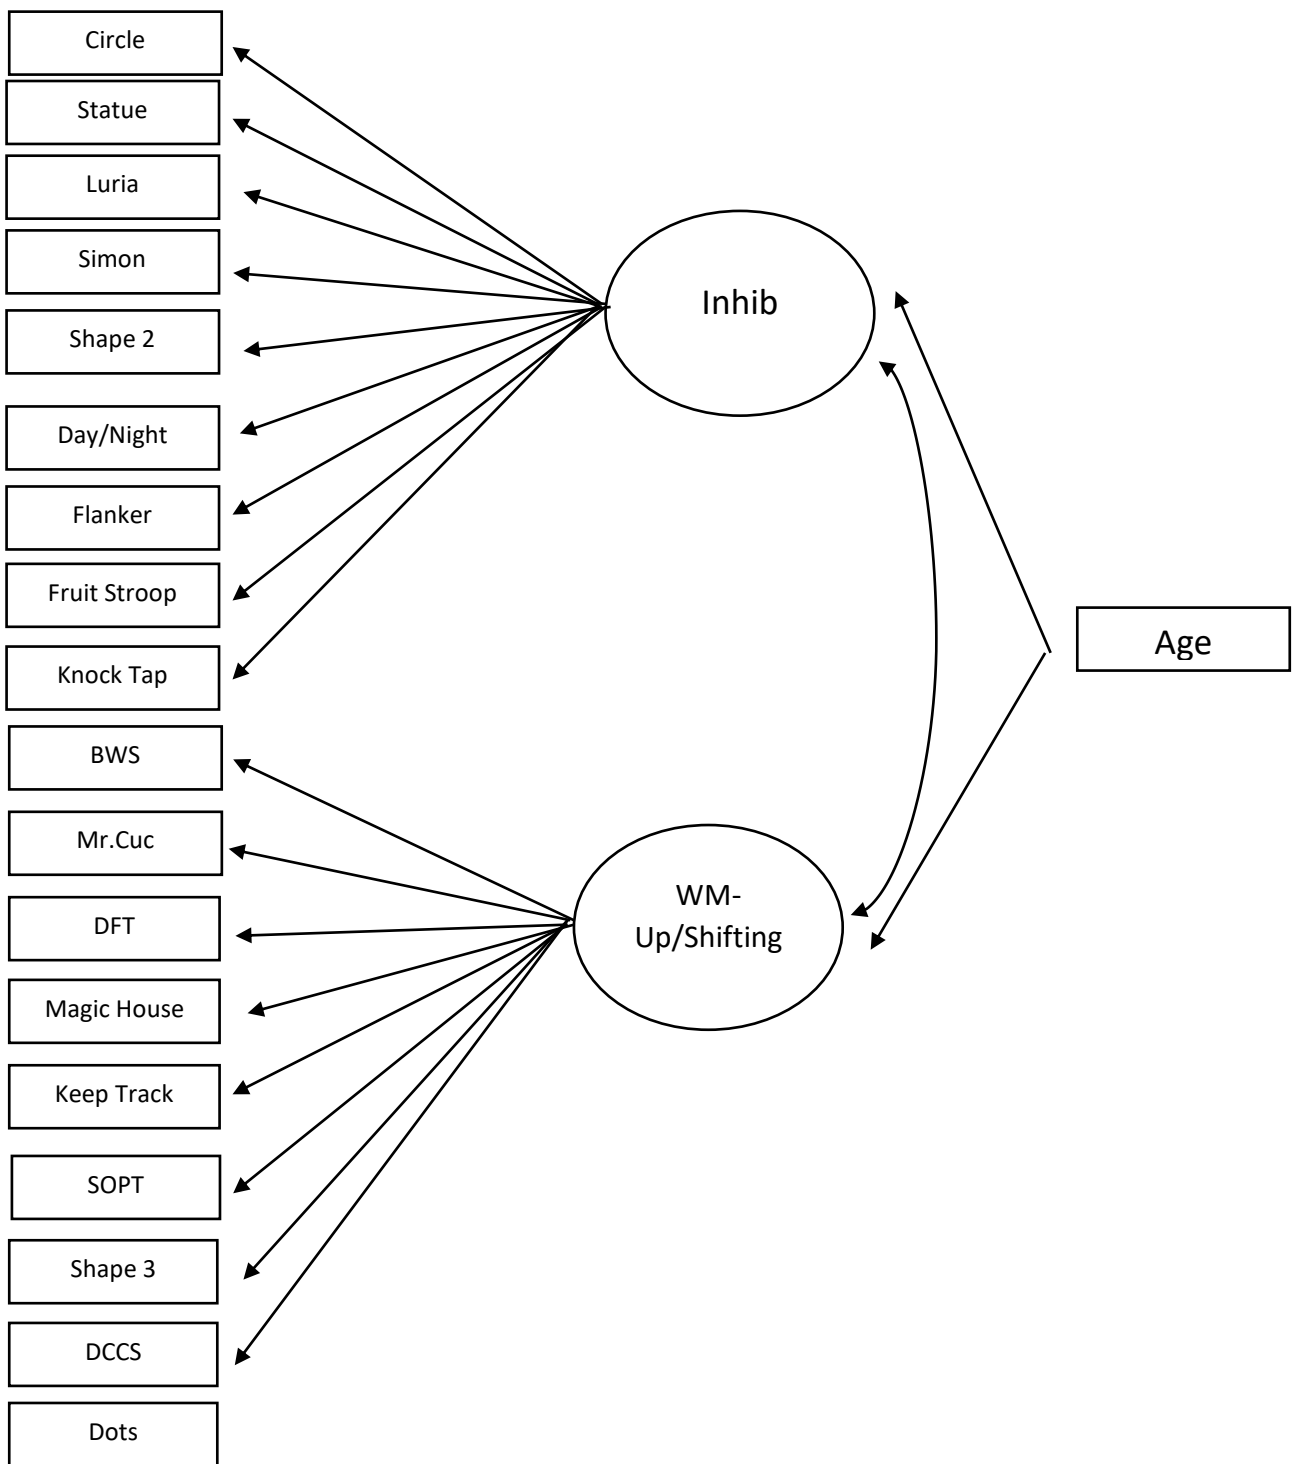 Circle
Statue
Luria
Simon
Shape 2
Day/Night
Flanker
Fruit Stroop
Knock Tap
BWS
Mr.Cuc
DFT
Magic House
Keep Track
SOPT
Shape 3
DCCS
Dots
Inhib
WM-
Up/Shifting
Age